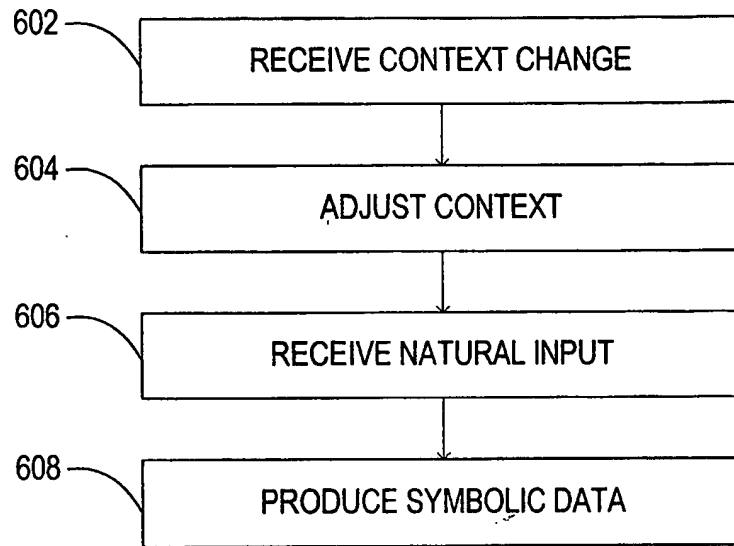 602
RECEIVE CONTEXT CHANGE
604
ADJUST CONTEXT
606
RECEIVE NATURAL INPUT
608
PRODUCE SYMBOLIC DATA